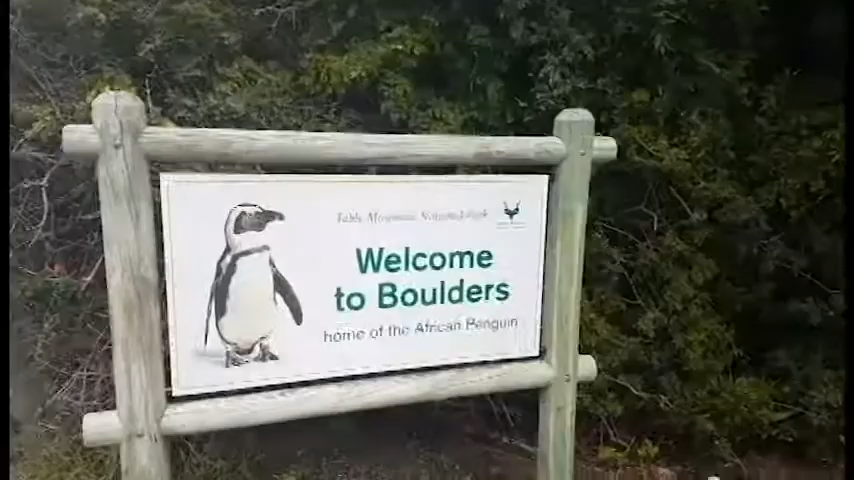 Table Mountain National Park
Welcome
to Boulders
home of the African Penguin